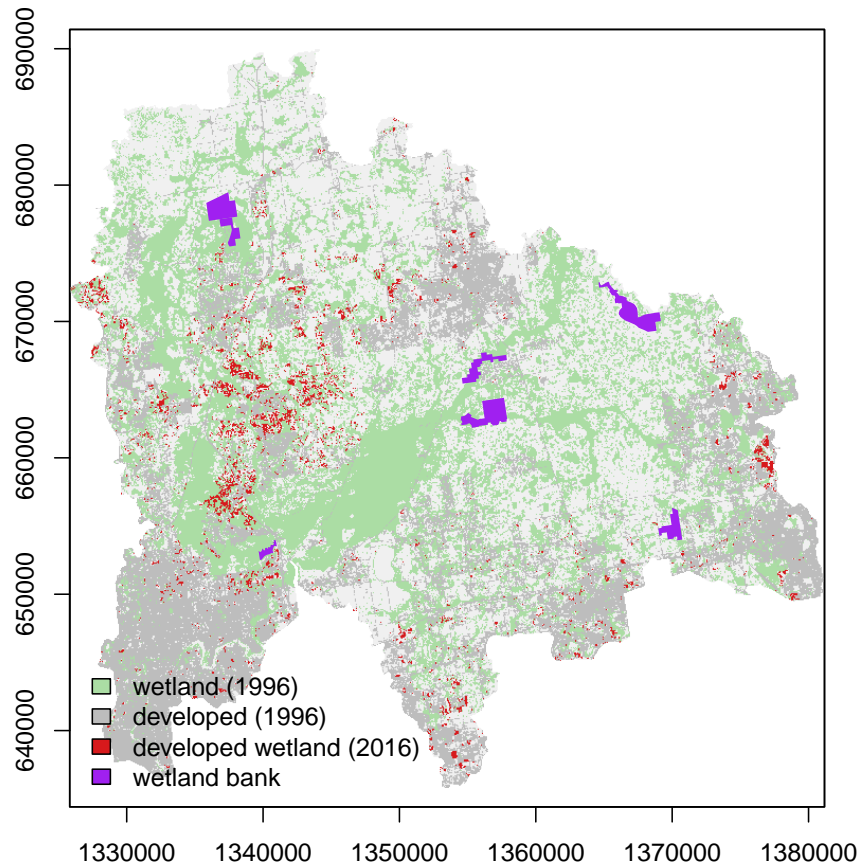 690000
680000
670000
660000
650000
640000
wetland (1996)
developed (1996)
developed wetland (2016)
wetland bank
1330000 1340000 1350000 1360000 1370000 1380000